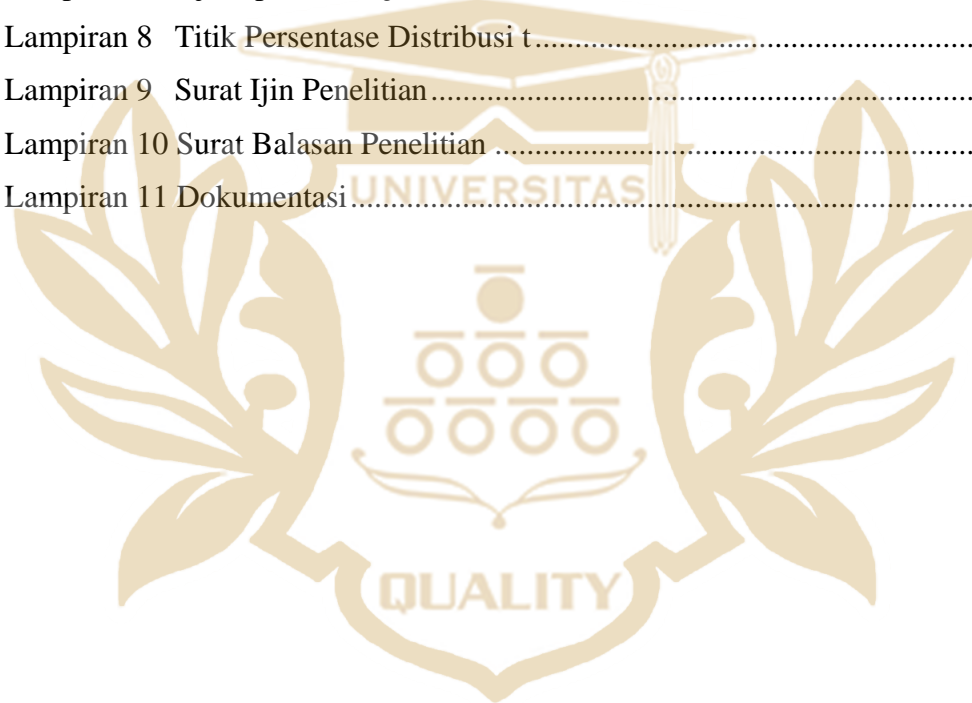 Lampiran 8 Titik Persentase Distribusi t....................................................
Lampiran 9 Surat Ijin Penelitian.................................................................
Lampiran 10 Surat Balasan Penelitian .........................................................
Lampiran 11 Dokumentasi...........................................................................
UNIVERSITAS
QUALITY